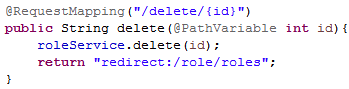 @RequestMapping("/delete/{id}")
public String delete(@PathVariable int id){
    roleService.delete(id);
    return "redirect:/role/roles";
}